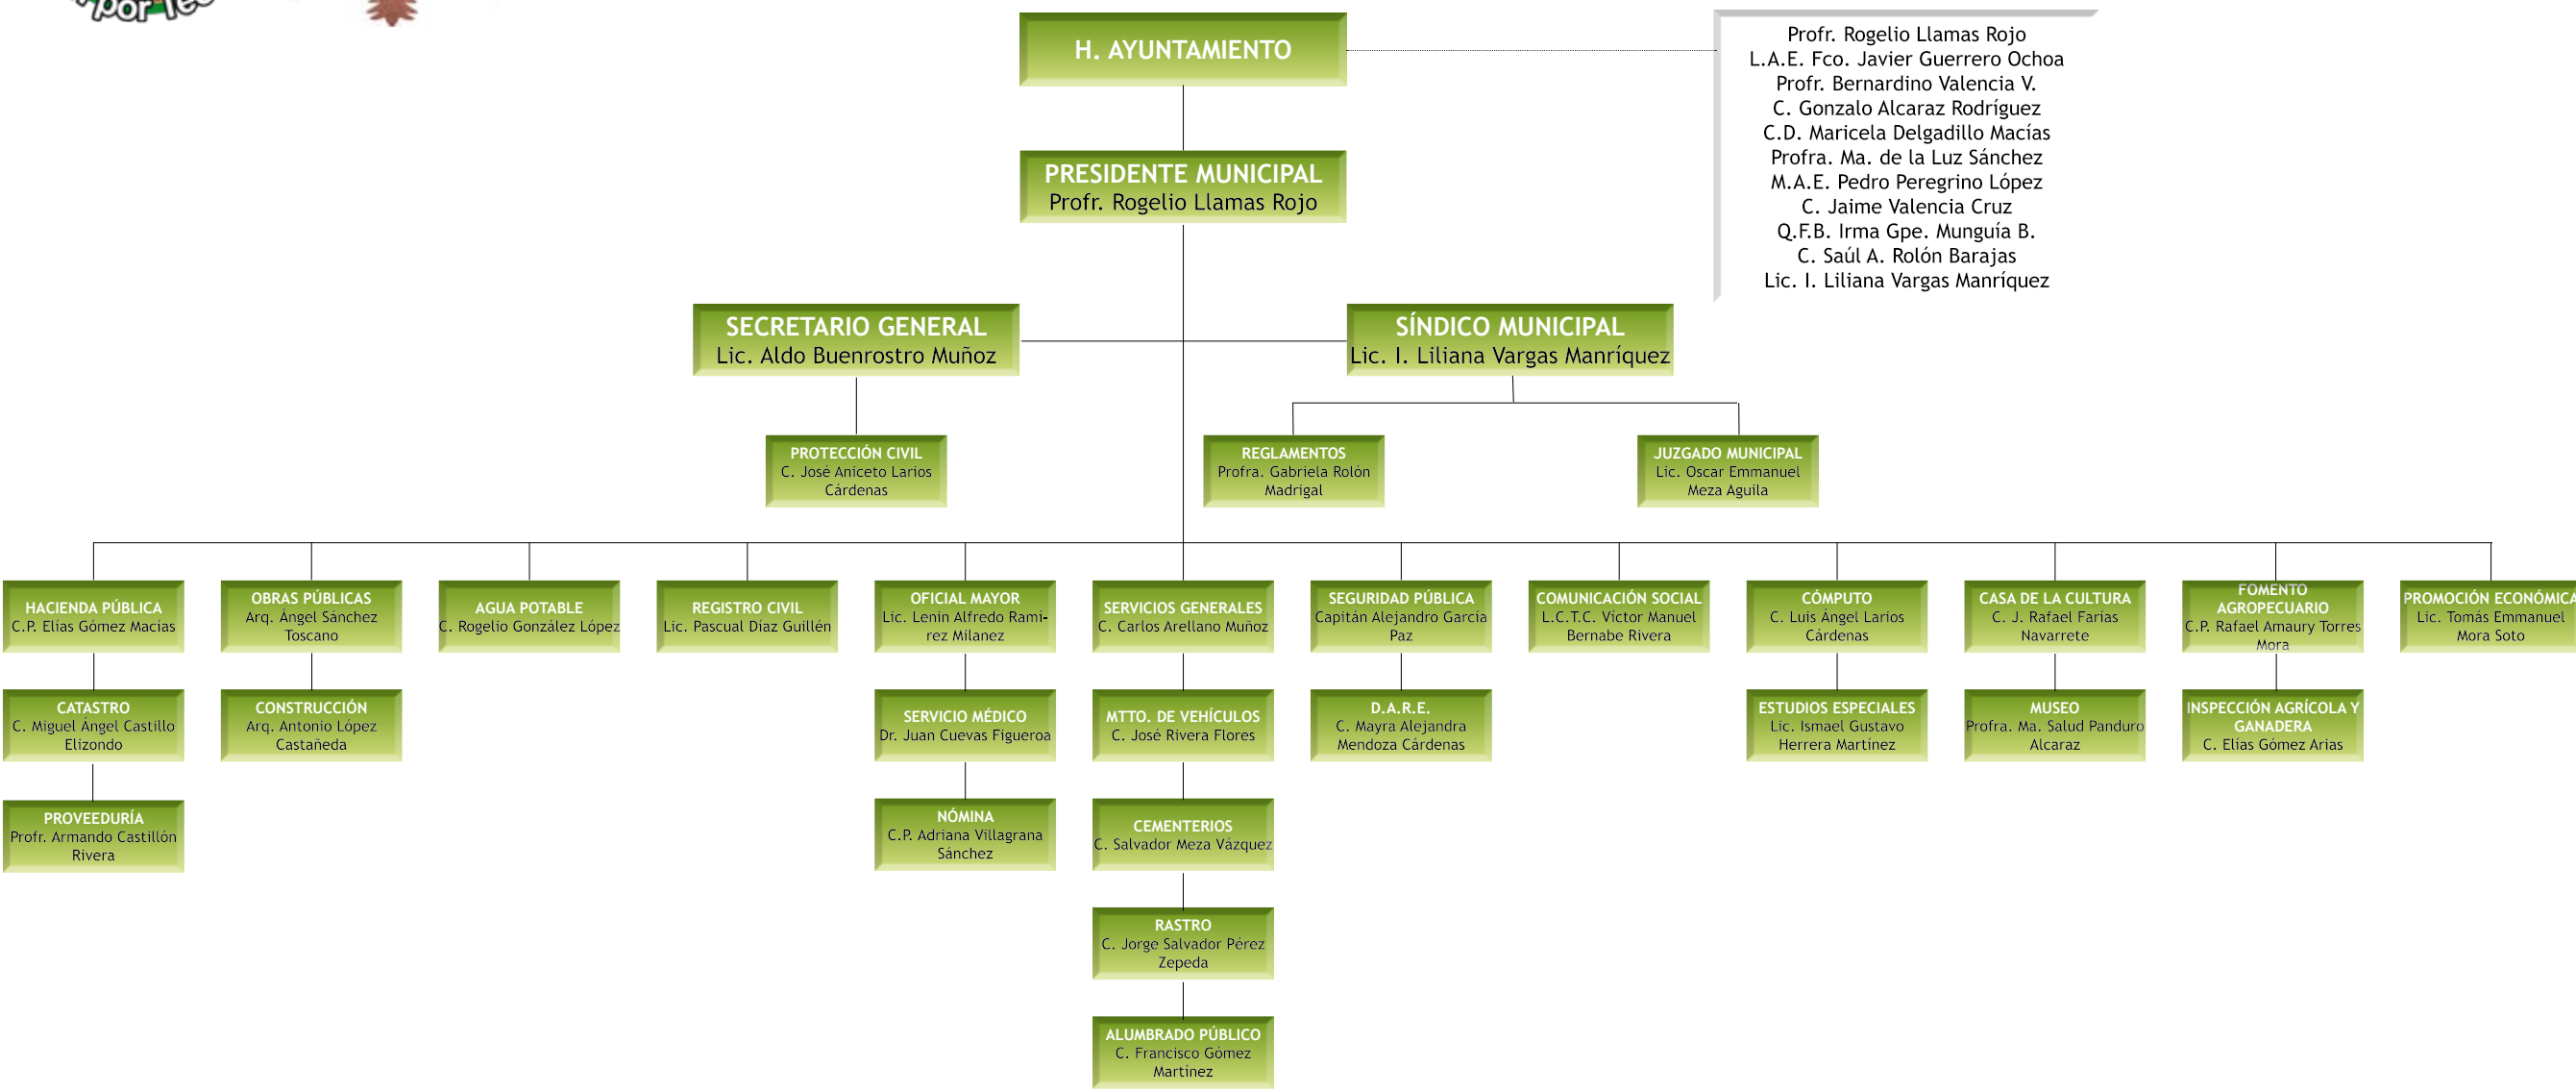 por Tec
H. AYUNTAMIENTO
Profr. Rogelio Llamas Rojo
L.A.E. Fco. Javier Guerrero Ochoa
Profr. Bernardino Valencia V.
C. Gonzalo Alcaraz Rodríguez
C.D. Maricela Delgadillo Macías
Profra. Ma. de la Luz Sánchez
M.A.E. Pedro Peregrino López
C. Jaime Valencia Cruz
Q.F.B. Irma Gpe. Munguía B.
C. Saúl A. Rolón Barajas
Lic. I. Liliana Vargas Manríquez
PRESIDENTE MUNICIPAL
Profr. Rogelio Llamas Rojo
SECRETARIO GENERAL
Lic. Aldo Buenrostro Muñoz
SÍNDICO MUNICIPAL
Lic. I. Liliana Vargas Manríquez
PROTECCIÓN CIVIL
C. José Aniceto Larios
Cárdenas
REGLAMENTOS
Profra. Gabriela Rolón
Madrigal
JUZGADO MUNICIPAL
Lic. Oscar Emmanuel
Meza Aguila
HACIENDA PÚBLICA
C.P. Elías Gómez Macías
OBRAS PÚBLICAS
Arq. Ángel Sánchez
Toscano
AGUA POTABLE
C. Rogelio González López
REGISTRO CIVIL
Lic. Pascual Díaz Guillén
OFICIAL MAYOR
Lic. Lenin Alfredo Rami-
rez Milanez
SERVICIOS GENERALES
C. Carlos Arellano Muñoz
SEGURIDAD PÚBLICA
Capitán Alejandro García
Paz
COMUNICACIÓN SOCIAL
L.C.T.C. Víctor Manuel
Bernabe Rivera
CÓMPUTO
C. Luis Ángel Larios
Cárdenas
CASA DE LA CULTURA
C. J. Rafael Farías
Navarrete
FOMENTO
AGROPECUARIO
C.P. Rafael Amaury Torres
Mora
PROMOCIÓN ECONÓMICA
Lic. Tomás Emmanuel
Mora Soto
CATASTRO
C. Miguel Ángel Castillo
Elizondo
CONSTRUCCIÓN
Arq. Antonio López
Castañeda
SERVICIO MÉDICO
Dr. Juan Cuevas Figueroa
MTTO. DE VEHÍCULOS
C. José Rivera Flores
D.A.R.E.
C. Mayra Alejandra
Mendoza Cárdenas
ESTUDIOS ESPECIALES
Lic. Ismael Gustavo
Herrera Martínez
MUSEO
Profra. Ma. Salud Panduro
Alcaraz
INSPECCIÓN AGRÍCOLA Y
GANADERA
C. Elías Gómez Arias
PROVEEDURÍA
Profr. Armando Castillón
Rivera
NÓMINA
C.P. Adriana Villagrana
Sánchez
CEMENTERIOS
C. Salvador Meza Vázquez
RASTRO
C. Jorge Salvador Pérez
Zepeda
ALUMBRADO PÚBLICO
C. Francisco Gómez
Martínez